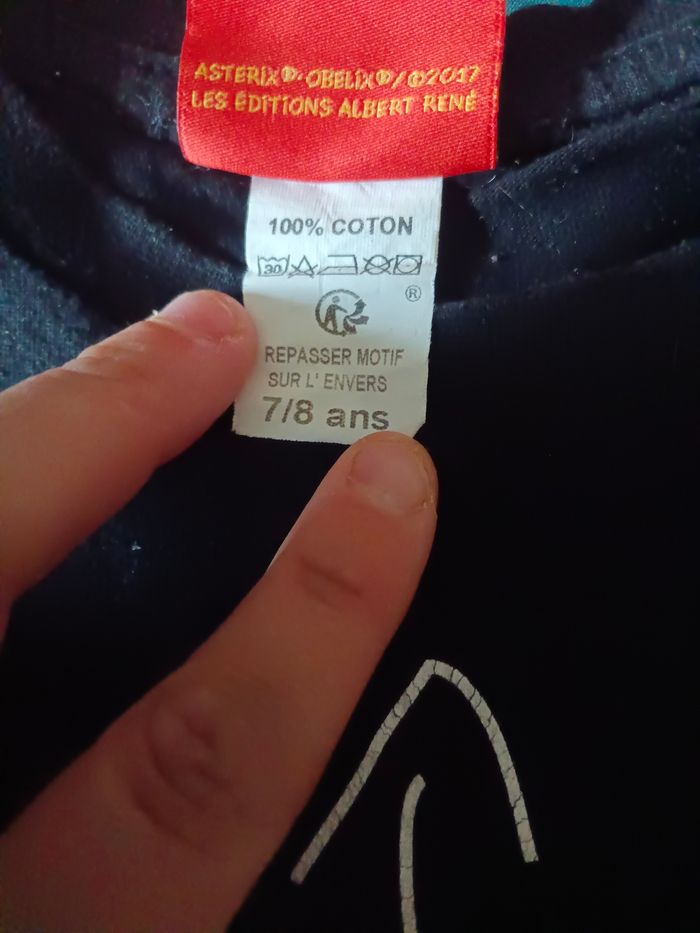 ASTERIX®-OBELIX®/©2017
LES ÉDITIONS ALBERT RENÉ
100% COTON
30
®
REPASSER MOTIF
SUR L'ENVERS
7/8 ans